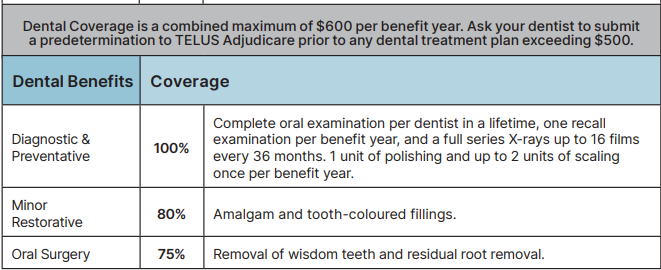 Dental Coverage is a combined maximum of $600 per benefit year. Ask your dentist to submit
a predetermination to TELUS Adjudicare prior to any dental treatment plan exceeding $500.
Dental Benefits Coverage
Diagnostic &
Preventative
100%
Complete oral examination per dentist in a lifetime, one recall
examination per benefit year, and a full series X-rays up to 16 films
every 36 months. 1 unit of polishing and up to 2 units of scaling
once per benefit year.
Minor
Restorative
80%
Amalgam and tooth-coloured fillings.
Oral Surgery
75%
Removal of wisdom teeth and residual root removal.